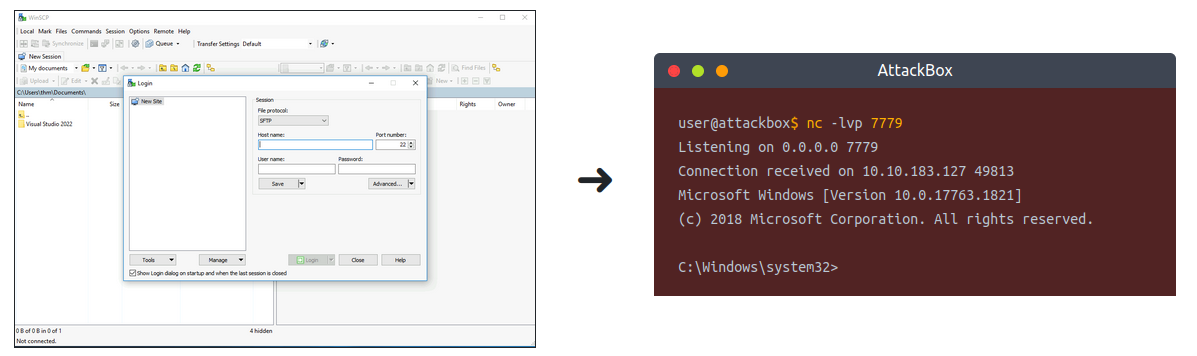 WinSCP
Local Mark Files Commands Session Options Remote Help
Synchronize Queue Transfer Settings Default
New Session
My documents Find Files
Upload Edit New
C:\Users\thm\Documents\
Name Size Rights Owner
..
Visual Studio 2022
Login
New Site
Session
File protocol:
SFTP
Host name: Port number:
22
User name: Password:
Save Advanced...
Tools Manage Login Close Help
Show Login dialog on startup and when the last session is closed
0 B of 0 B in 0 of 1 4 hidden
Not connected.
AttackBox
user@attackbox$ nc -lvp 7779
Listening on 0.0.0.0 7779
Connection received on 10.10.183.127 49813
Microsoft Windows [Version 10.0.17763.1821]
(c) 2018 Microsoft Corporation. All rights reserved.
C:\Windows\system32>